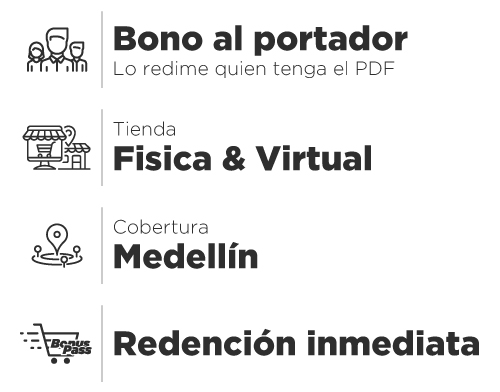 Bono al portador
Lo redime quien tenga el PDF
Tienda
Fisica & Virtual
Cobertura
Medellín
Bonus
Pass
Redención inmediata